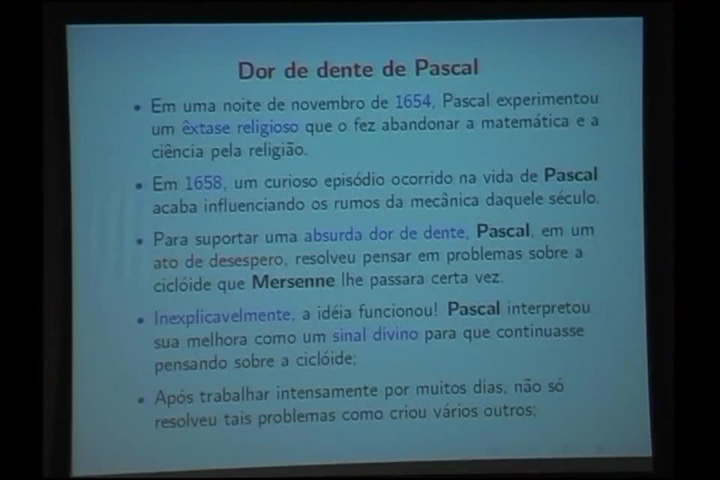 Dor de dente de Pascal
• Em uma noite de novembro de 1654, Pascal experimentou
um êxtase religioso que o fez abandonar a matemática e a
ciência pela religião.
• Em 1658, um curioso episódio ocorrido na vida de Pascal
acaba influenciando os rumos da mecânica daquele século.
• Para suportar uma absurda dor de dente, Pascal, em um
ato de desespero, resolveu pensar em problemas sobre a
ciclóide que Mersenne lhe passara certa vez.
• Inexplicavelmente, a idéia funcionou! Pascal interpretou
sua melhora como um sinal divino para que continuasse
pensando sobre a ciclóide;
• Após trabalhar intensamente por muitos dias, não só
resolveu tais problemas como criou vários outros;